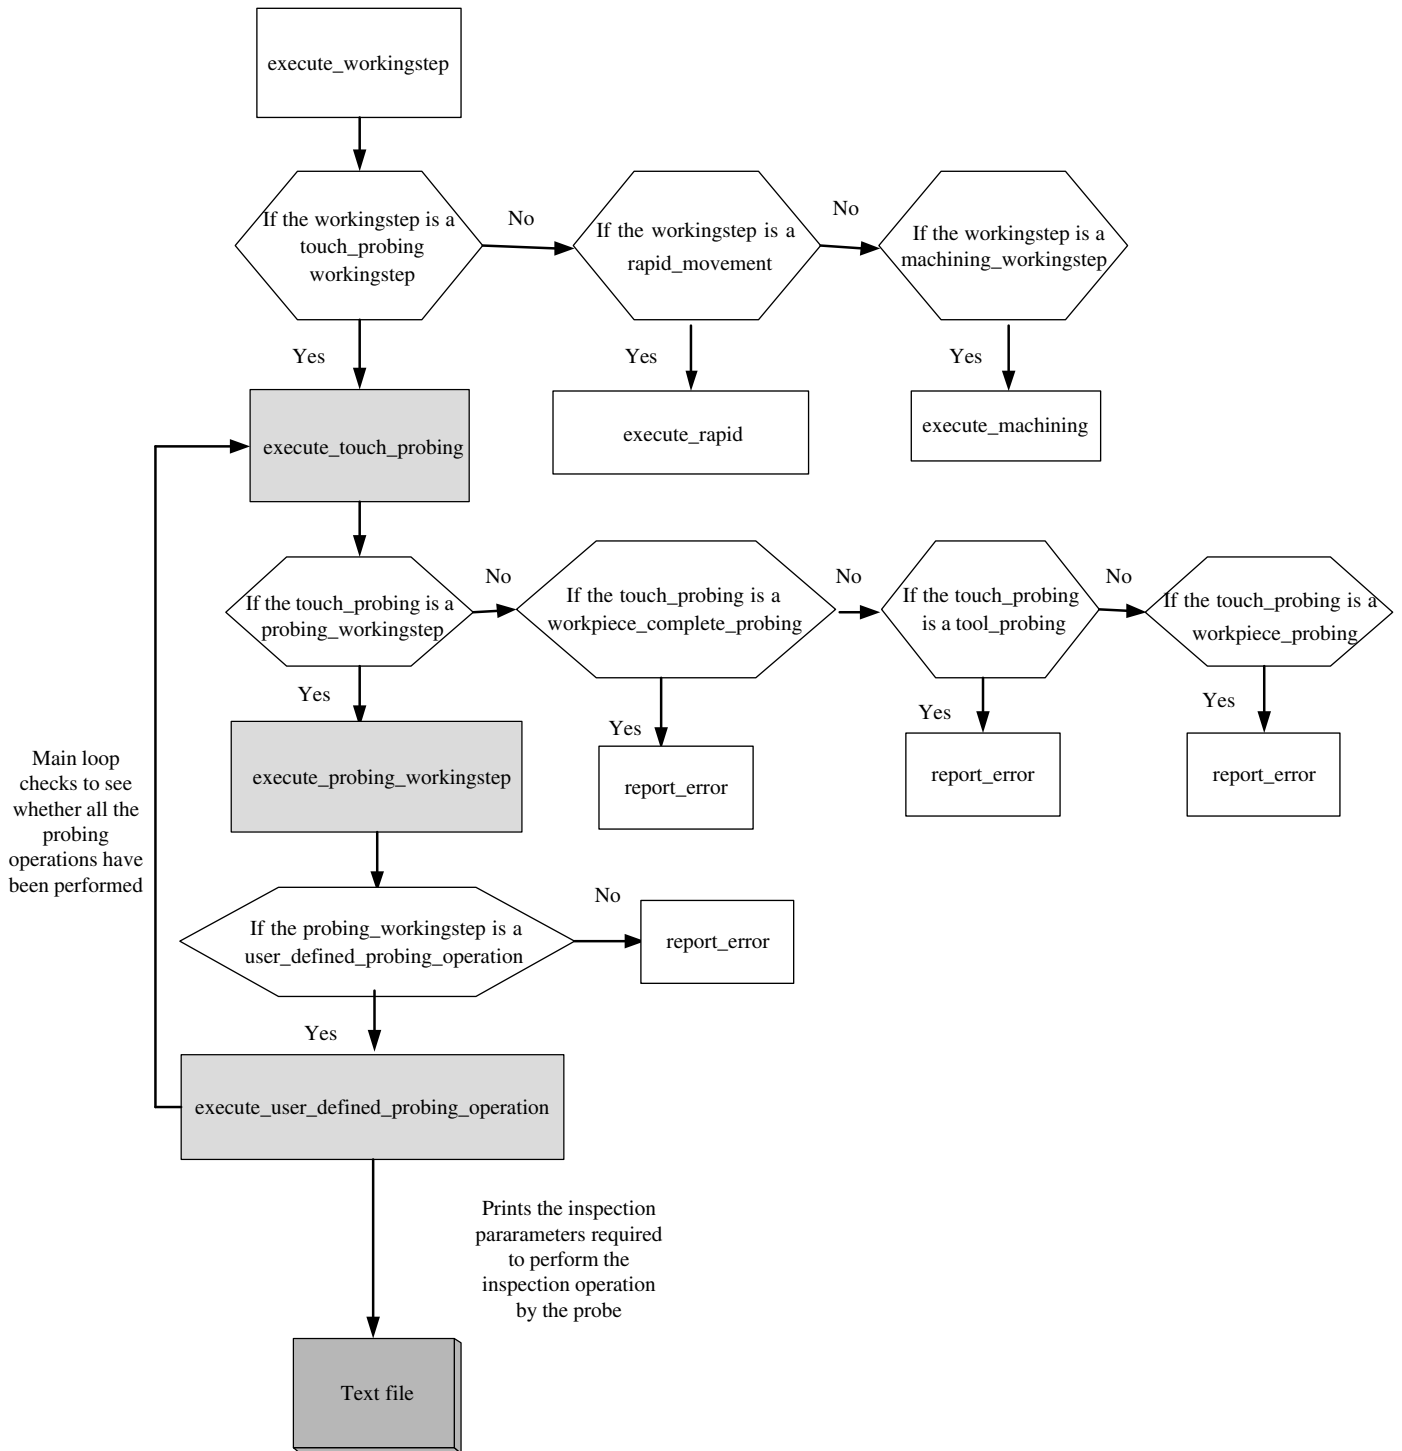 execute_workingstep
If the workingstep is a
touch_probing
workingstep
No
If the workingstep is a
rapid_movement
No
If the workingstep is a
machining_workingstep
Yes
Yes
Yes
execute_touch_probing
execute_rapid
execute_machining
If the touch_probing is a
probing_workingstep
No
If the touch_probing is a
workpiece_complete_probing
No
If the touch_probing
is a tool_probing
No
If the touch_probing is a
workpiece_probing
Yes
Yes
Yes
Yes
execute_probing_workingstep
report_error
report_error
report_error
Main loop
checks to see
whether all the
probing
operations have
been performed
If the probing_workingstep is a
user_defined_probing_operation
No
report_error
Yes
execute_user_defined_probing_operation
Prints the inspection
pararameters required
to perform the
inspection operation
by the probe
Text file